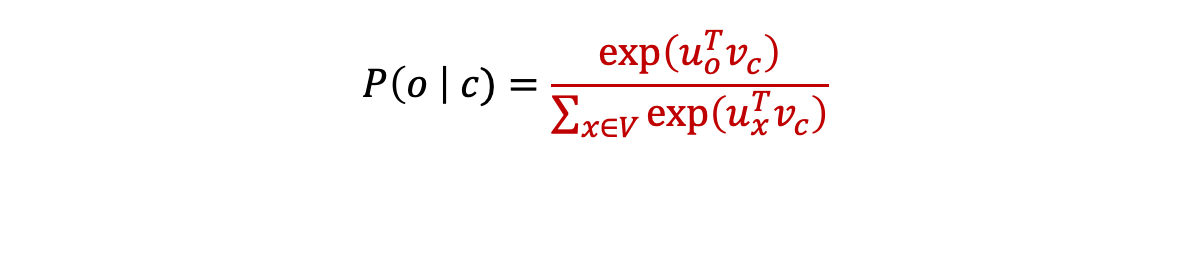 P(o | c) = exp(u_o^T v_c) / ∑_{x∈V} exp(u_x^T v_c)